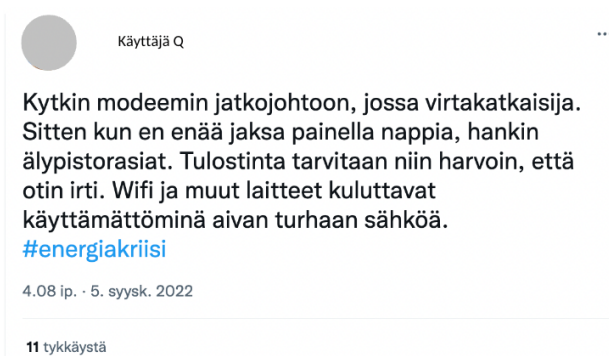 Käyttäjä Q
Kytkin modeemin jatkojohtoon, jossa virtakatkaisija.
Sitten kun en enää jaksa painella nappia, hankin
älypistorasiat. Tulostinta tarvitaan niin harvoin, että
otin irti. Wifi ja muut laitteet kuluttavat
käyttämättöminä aivan turhaan sähköä.
#energiakriisi
4.08 ip. · 5. syysk. 2022
11 tykkäystä